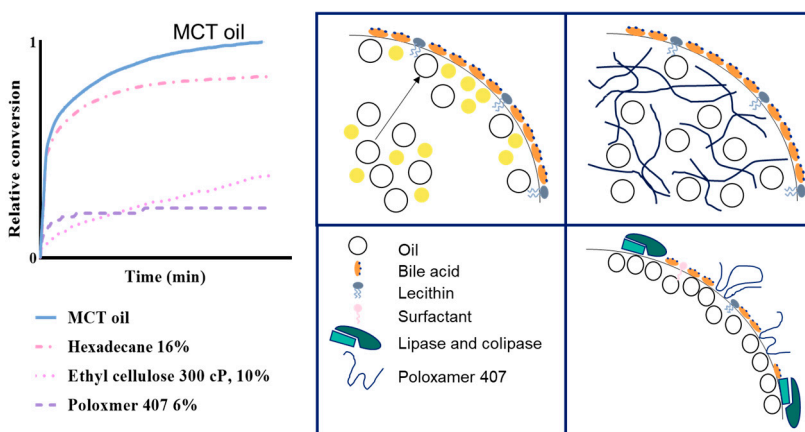 MCT oil
1
Relative conversion
0
Time (min)
MCT oil
Hexadecane 16%
Ethyl cellulose 300 cP, 10%
Poloxmer 407 6%
Oil
Bile acid
Lecithin
Surfactant
Lipase and colipase
Poloxamer 407